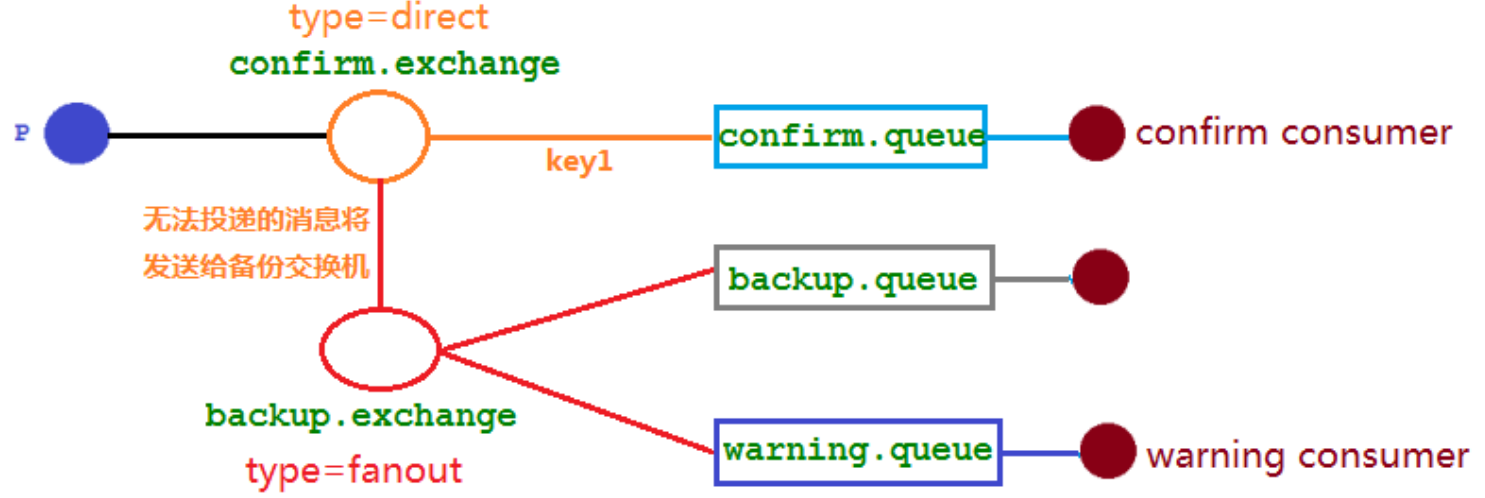 type=direct
confirm.exchange
P
key1
confirm.queue
confirm consumer
无法投递的消息将
发送给备份交换机
backup.queue
backup.exchange
type=fanout
warning.queue
warning consumer